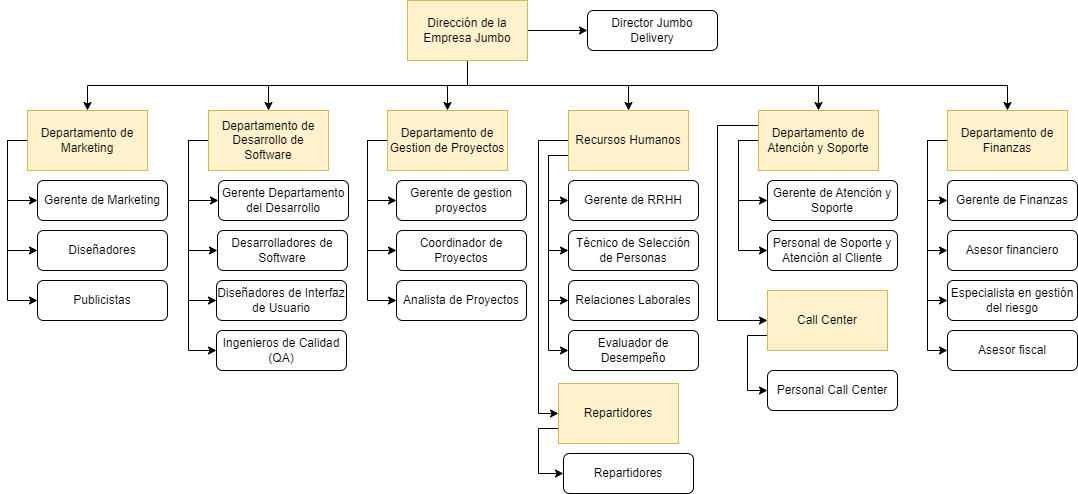 Dirección de la
Empresa Jumbo
Director Jumbo
Delivery
Departamento de
Marketing
Gerente de Marketing
Diseñadores
Publicistas
Departamento de
Desarrollo de
Software
Gerente Departamento
del Desarrollo
Desarrolladores de
Software
Diseñadores de Interfaz
de Usuario
Ingenieros de Calidad
(QA)
Departamento de
Gestion de Proyectos
Gerente de gestion
proyectos
Coordinador de
Proyectos
Analista de Proyectos
Recursos Humanos
Gerente de RRHH
Técnico de Selección
de Personas
Relaciones Laborales
Evaluador de
Desempeño
Repartidores
Repartidores
Departamento de
Atención y Soporte
Gerente de Atención y
Soporte
Personal de Soporte y
Atención al Cliente
Call Center
Personal Call Center
Departamento de
Finanzas
Gerente de Finanzas
Asesor financiero
Especialista en gestión
del riesgo
Asesor fiscal